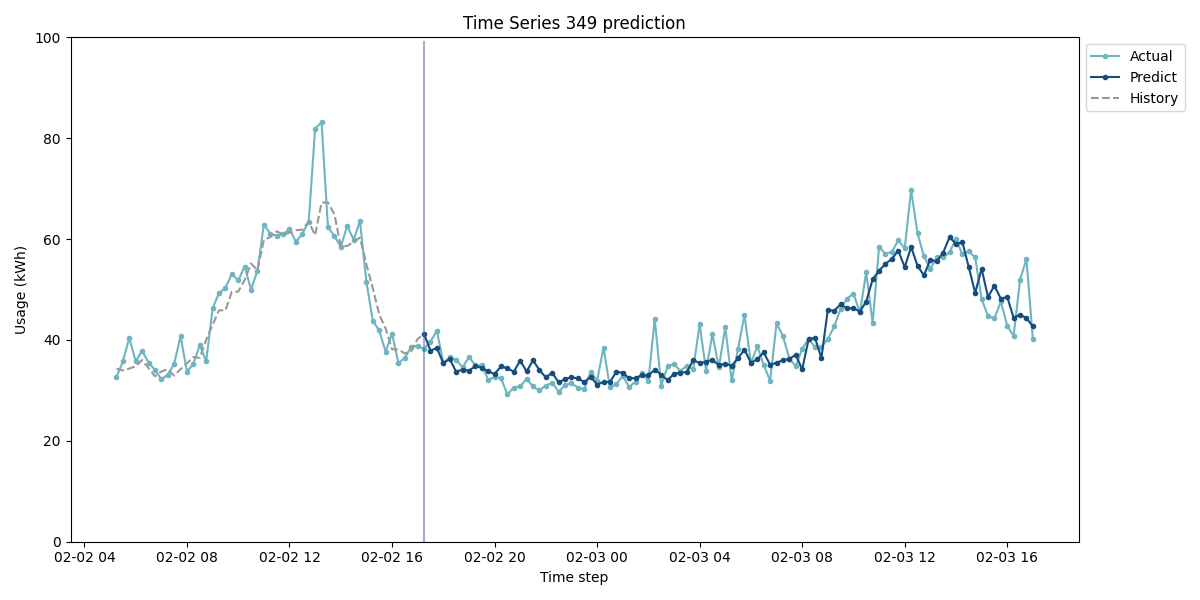 Time Series 349 prediction
Usage (kWh)
100
80
60
40
20
0
02-02 04
02-02 08
02-02 12
02-02 16
02-02 20
02-03 00
02-03 04
02-03 08
02-03 12
02-03 16
Time step
Actual
Predict
History